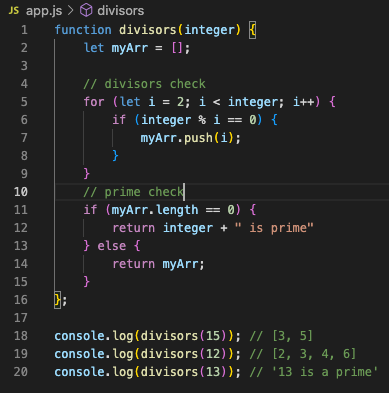 JS app.js > divisors
1 function divisors(integer) {
2     let myArr = [];
3
4     // divisors check
5     for (let i = 2; i < integer; i++) {
6         if (integer % i == 0) {
7             myArr.push(i);
8         }
9     }
10     // prime check
11     if (myArr.length == 0) {
12         return integer + " is prime"
13     } else {
14         return myArr;
15     }
16 };
17
18 console.log(divisors(15)); // [3, 5]
19 console.log(divisors(12)); // [2, 3, 4, 6]
20 console.log(divisors(13)); // '13 is a prime'